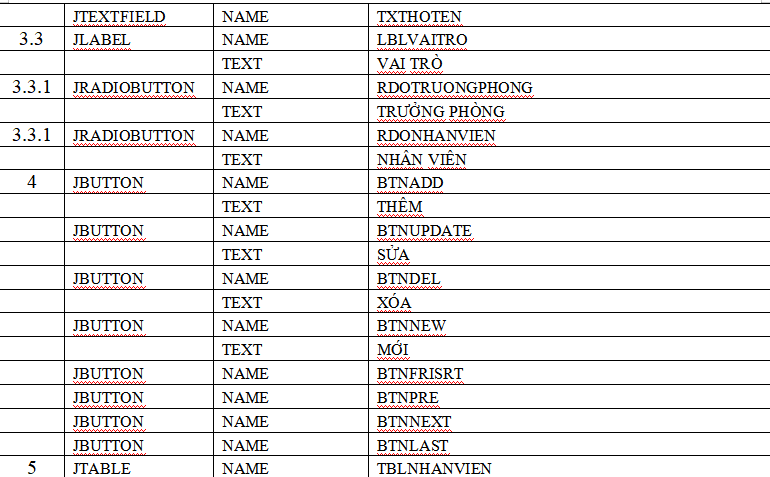 JTEXTFIELD NAME TXTHOTEN
3.3 JLABEL NAME LBLVAITRO
TEXT VAI TRÒ
3.3.1 JRADIOBUTTON NAME RDOTRUONGPHONG
TEXT TRƯỞNG PHÒNG
3.3.1 JRADIOBUTTON NAME RDONHANVIEN
TEXT NHÂN VIÊN
4 JBUTTON NAME BTNADD
TEXT THÊM
JBUTTON NAME BTNUPDATE
TEXT SỬA
JBUTTON NAME BTNDEL
TEXT XÓA
JBUTTON NAME BTNNEW
TEXT MỚI
JBUTTON NAME BTNFRISRT
JBUTTON NAME BTNPRE
JBUTTON NAME BTNNEXT
JBUTTON NAME BTNLAST
5 JTABLE NAME TBLNHANVIEN